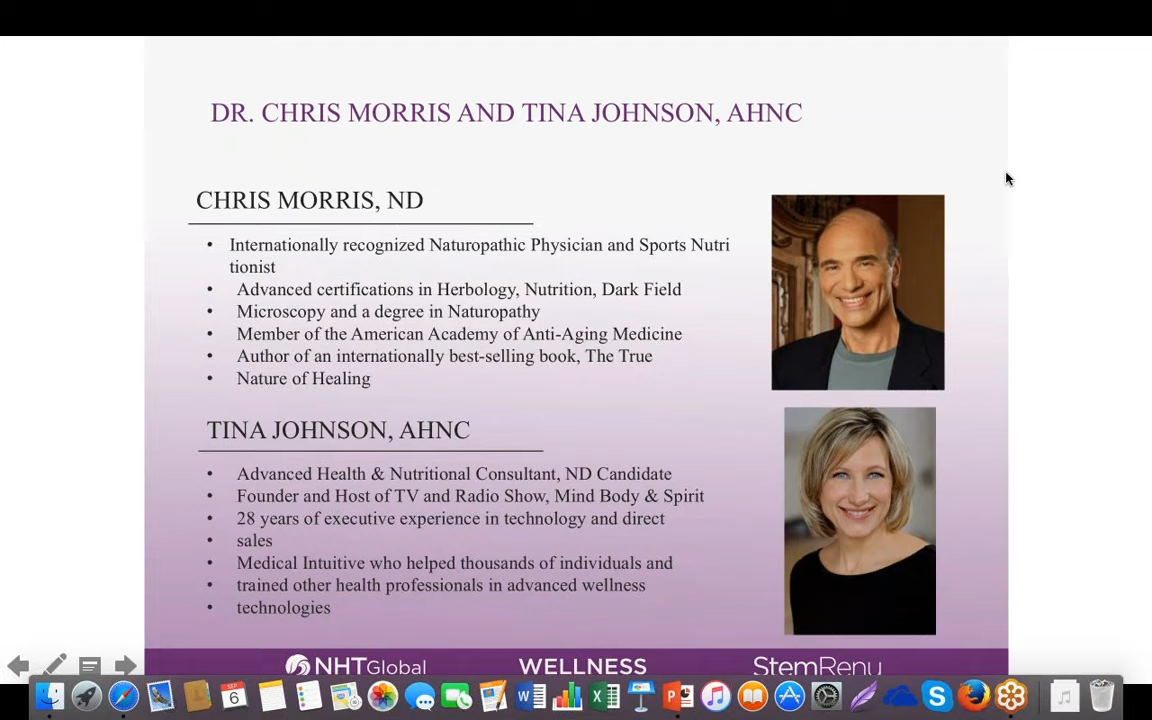 DR. CHRIS MORRIS AND TINA JOHNSON, AHNC
CHRIS MORRIS, ND
• Internationally recognized Naturopathic Physician and Sports Nutri
tionist
• Advanced certifications in Herbology, Nutrition, Dark Field
• Microscopy and a degree in Naturopathy
• Member of the American Academy of Anti-Aging Medicine
• Author of an internationally best-selling book, The True
• Nature of Healing
TINA JOHNSON, AHNC
• Advanced Health & Nutritional Consultant, ND Candidate
• Founder and Host of TV and Radio Show, Mind Body & Spirit
• 28 years of executive experience in technology and direct
• sales
• Medical Intuitive who helped thousands of individuals and
• trained other health professionals in advanced wellness
• technologies
NHTGlobal WELLNESS StemRenu
SEP
6